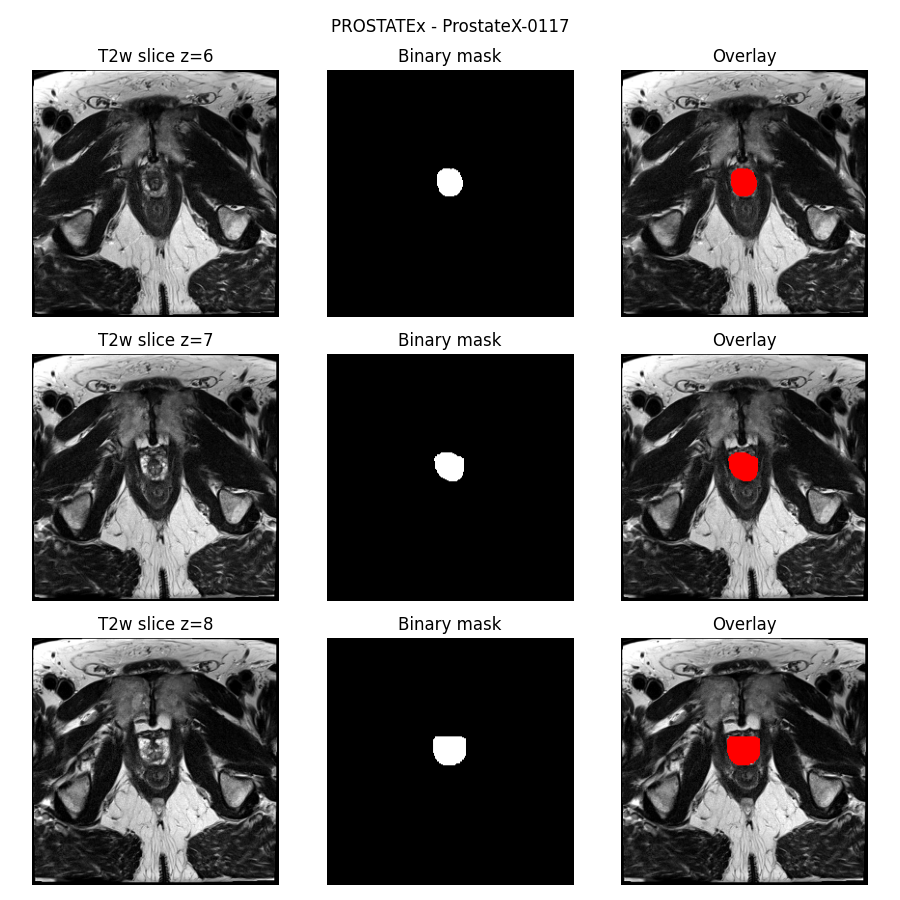 PROSTATEx - ProstateX-0117
T2w slice z=6 Binary mask Overlay
T2w slice z=7 Binary mask Overlay
T2w slice z=8 Binary mask Overlay